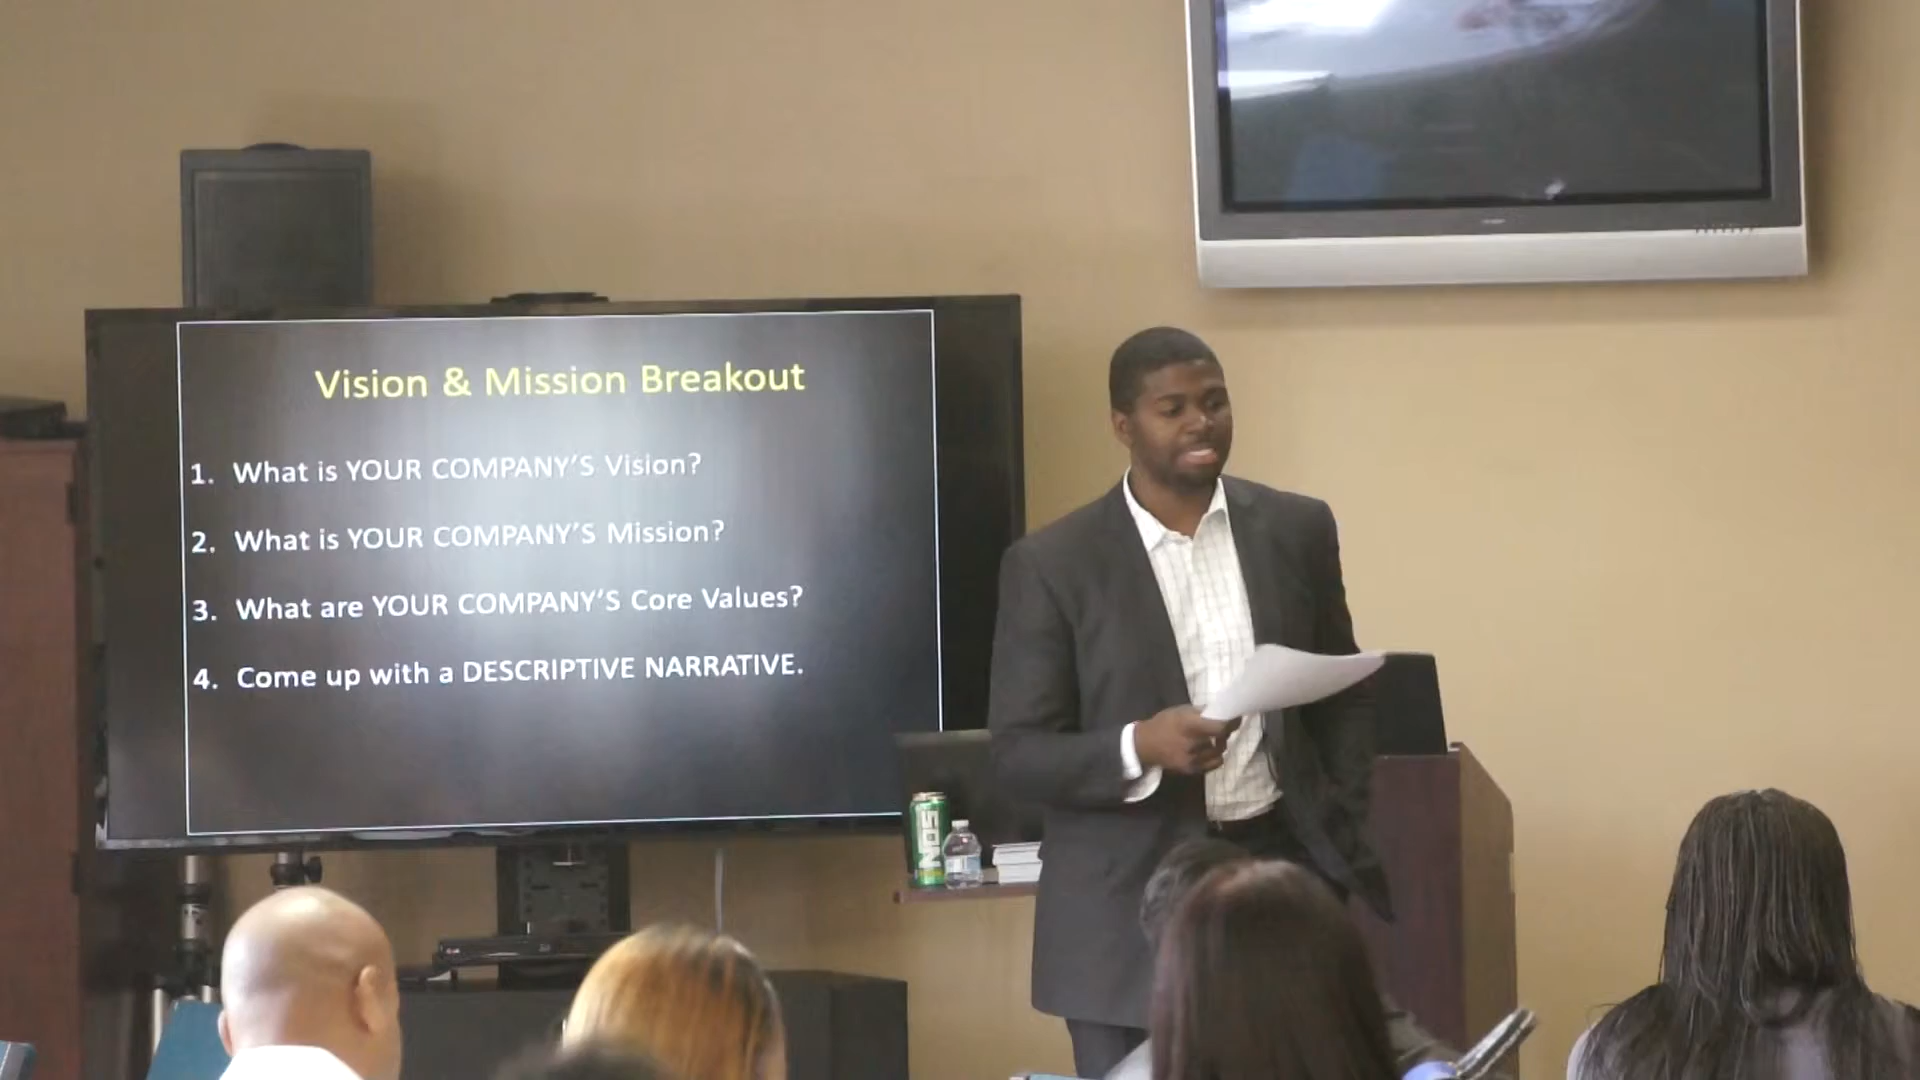 Vision & Mission Breakout
1. What is YOUR COMPANY'S Vision?
2. What is YOUR COMPANY'S Mission?
3. What are YOUR COMPANY'S Core Values?
4. Come up with a DESCRIPTIVE NARRATIVE.
NOS